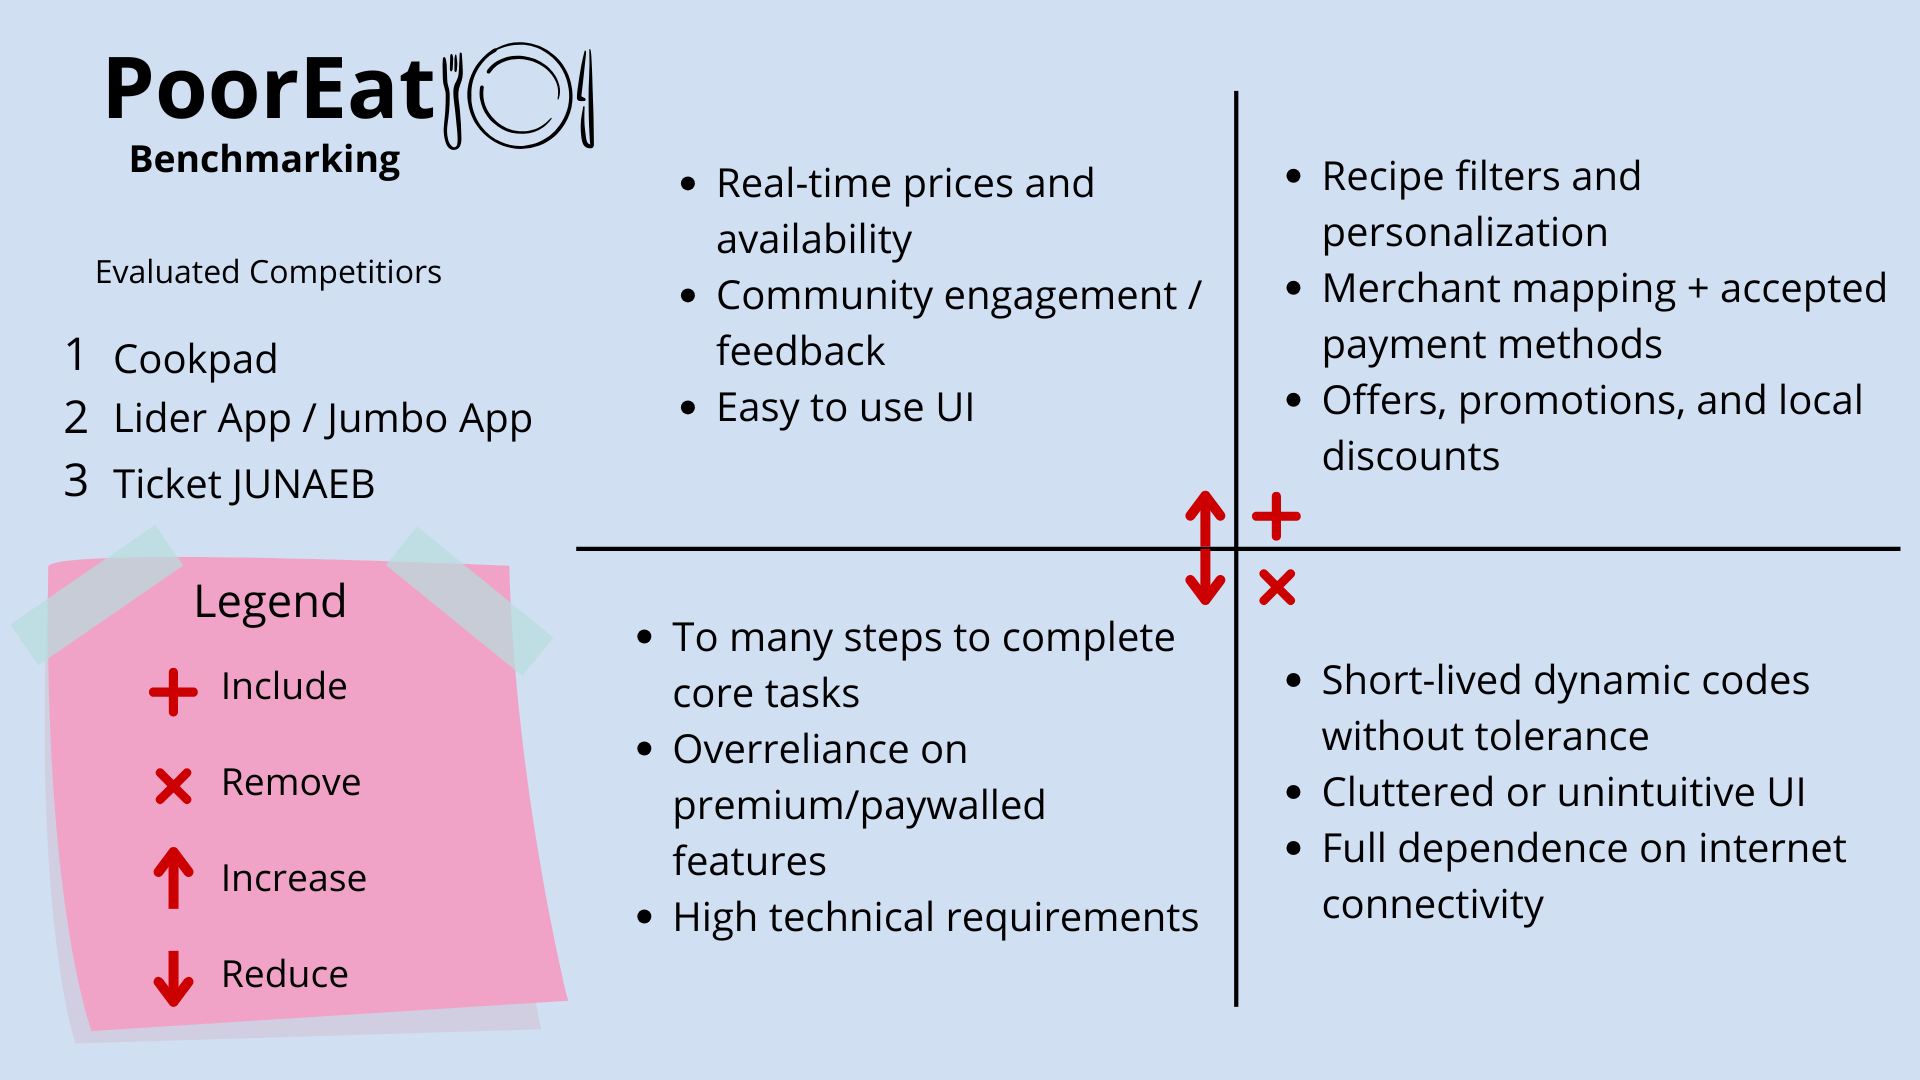 PoorEat
Benchmarking
Evaluated Competitiors
1 Cookpad
2 Lider App / Jumbo App
3 Ticket JUNAEB
Legend
Include
Remove
Increase
Reduce
• Real-time prices and
availability
• Community engagement /
feedback
• Easy to use UI
• Recipe filters and
personalization
• Merchant mapping + accepted
payment methods
• Offers, promotions, and local
discounts
• To many steps to complete
core tasks
• Overreliance on
premium/paywalled
features
• High technical requirements
• Short-lived dynamic codes
without tolerance
• Cluttered or unintuitive UI
• Full dependence on internet
connectivity